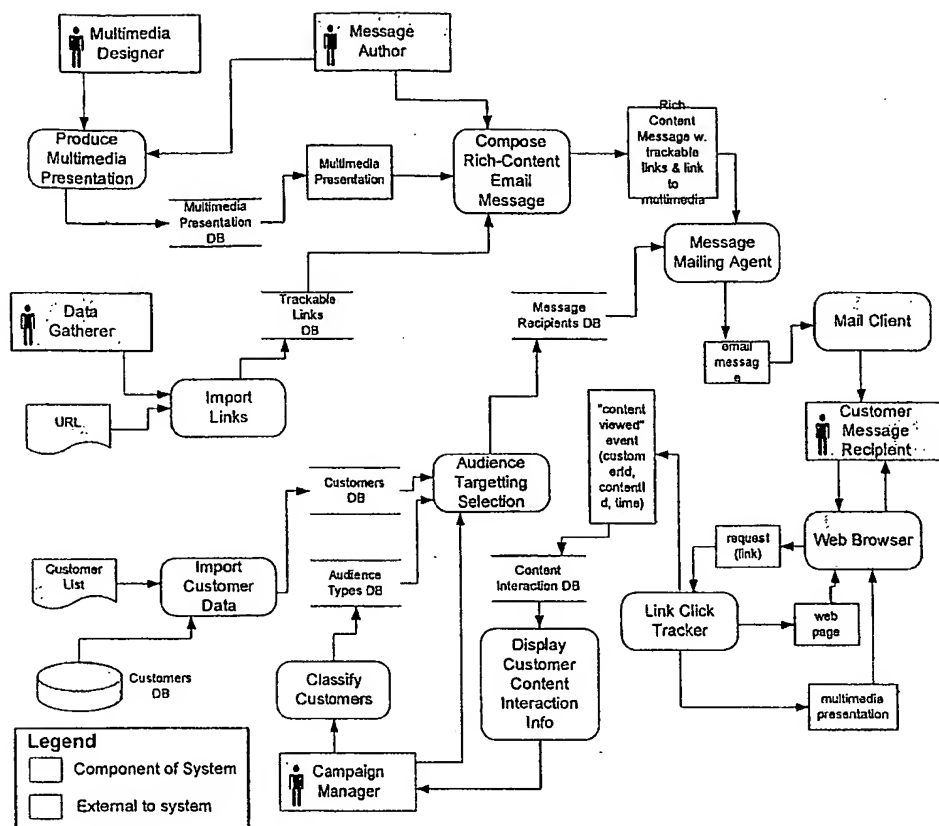 Multimedia
Designer
Message
Author
Produce
Multimedia
Presentation
Multimedia
Presentation
Compose
Rich-Content
Email
Message
Rich
Content
Message w.
trackable
links & link
to
multimedia
Multimedia
Presentation
DB
Message
Mailing Agent
Data
Gatherer
Trackable
Links
DB
Message
Recipients DB
Mail Client
email
messag
e
Import
Links
URL
"content
viewed"
event
(custom
erId,
contentI
d, time)
Customer
Message
Recipient
Customers
DB
Audience
Targetting
Selection
request
(link)
Web Browser
Customer
List
Import
Customer
Data
Audience
Types DB
Content
Interaction DB
Link Click
Tracker
web
page
Customers
DB
Classify
Customers
Display
Customer
Content
Interaction
Info
multimedia
presentation
Legend
Component of System
External to system
Campaign
Manager